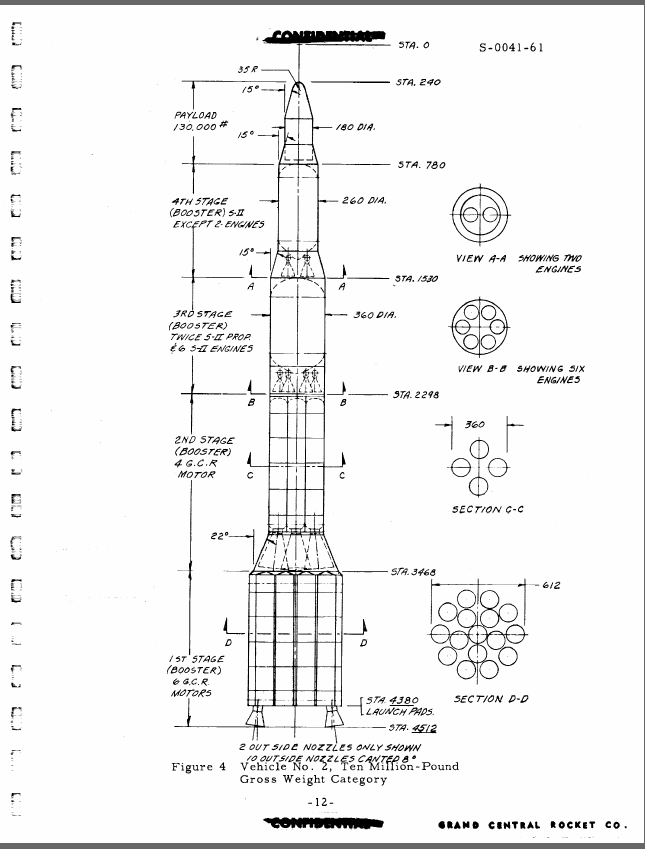 CONFIDENTIAL
STA. 0
S-0041-61
35 R
STA. 240
15°
PAYLOAD
130,000 #
180 DIA.
15°
STA. 780
4TH STAGE
(BOOSTER) S-II
EXCEPT 2-ENGINES
260 DIA.
VIEW A-A SHOWING TWO
ENGINES
15°
A
A
STA. 1530
3RD STAGE
(BOOSTER)
TWICE S-II PROP.
& 6 S-II ENGINES
360 DIA.
VIEW B-B SHOWING SIX
ENGINES
B
B
STA. 2298
360
2ND STAGE
(BOOSTER)
4 G.C.R
MOTOR
C
C
SECTION C-C
22°
STA. 3468
612
D
D
1ST STAGE
(BOOSTER)
6 G.C.R.
MOTORS
SECTION D-D
STA. 4380
LAUNCH PADS.
STA. 4512
2 OUT SIDE NOZZLES ONLY SHOWN
10 OUTSIDE NOZZLES CANTED 8°
Figure 4 Vehicle No. 2, Ten Million-Pound
Gross Weight Category
-12-
CONFIDENTIAL
GRAND CENTRAL ROCKET CO.